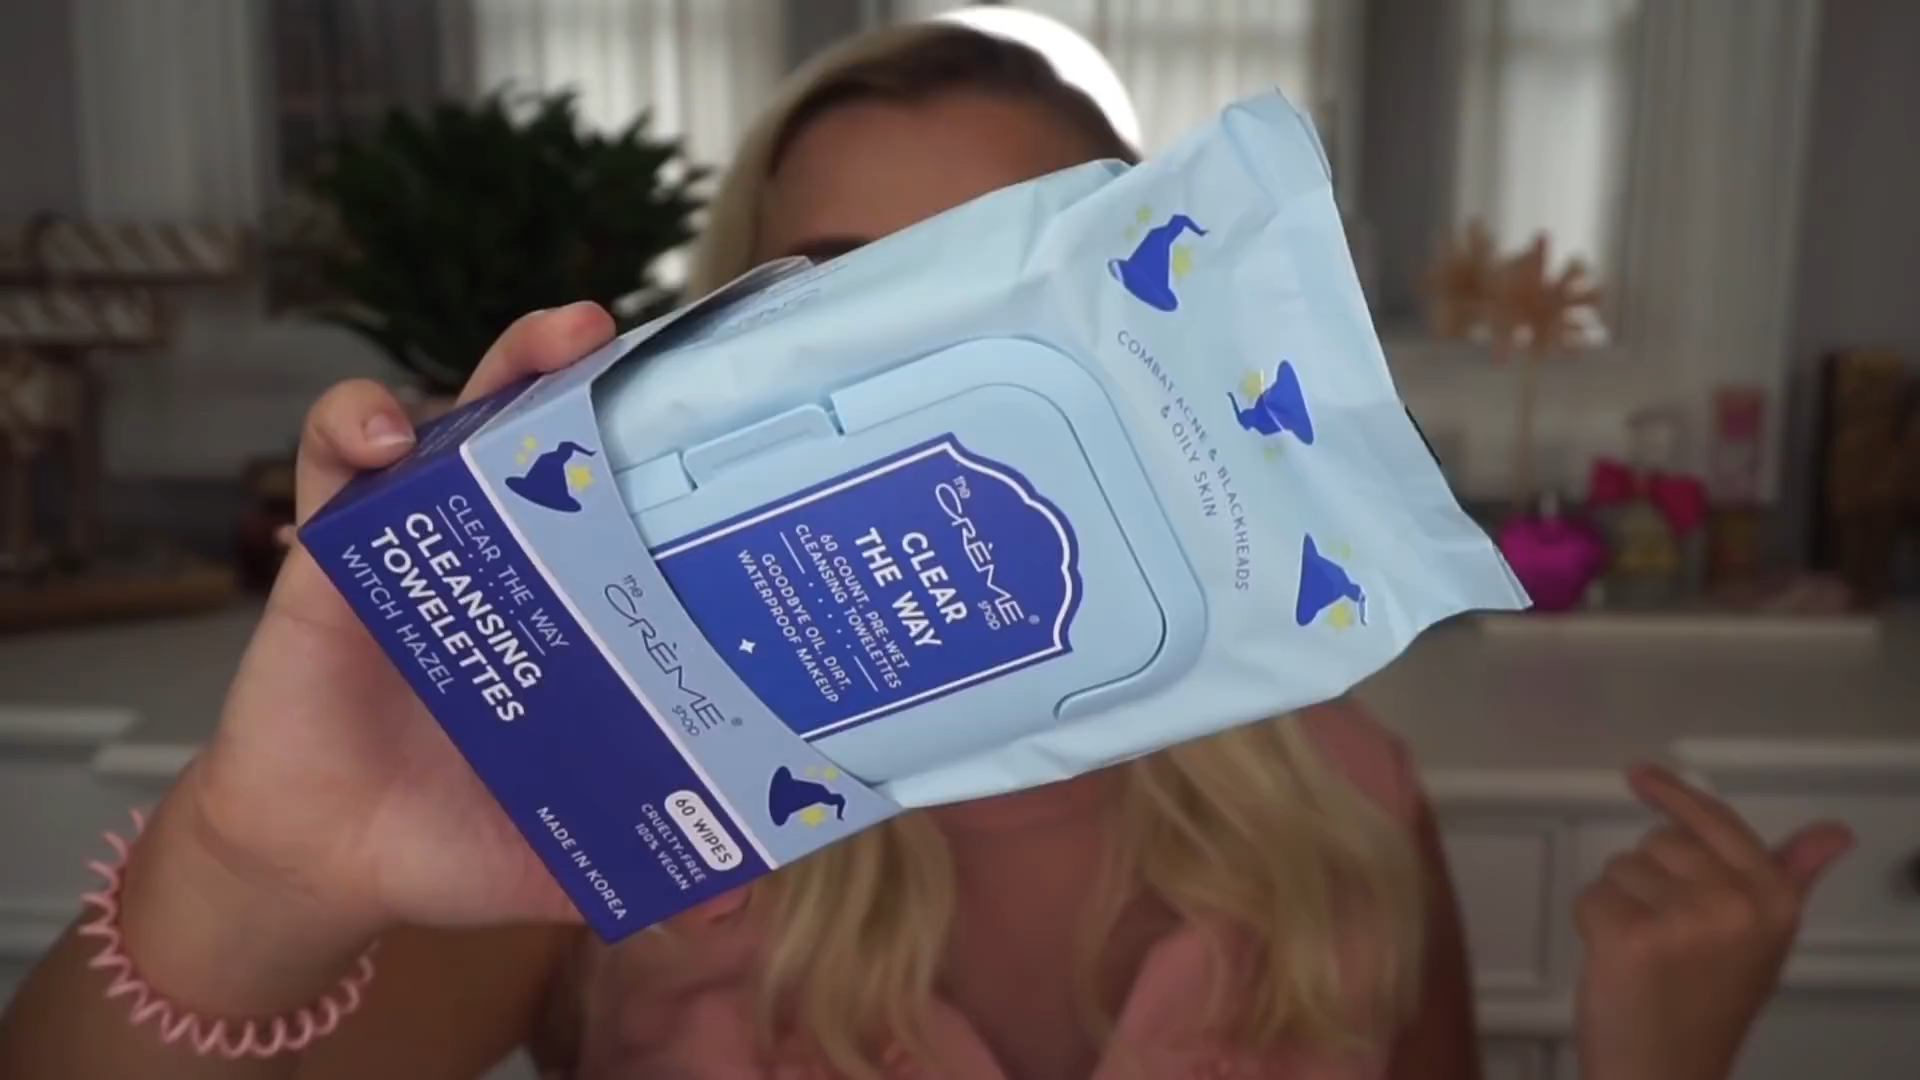 CLEAR THE WAY
CLEANSING
TOWELETTES
WITCH HAZEL
60 WIPES
CRUELTY-FREE
100% VEGAN
MADE IN KOREA
the
CRÈME
shop
®
the
CRÈME
shop
®
CLEAR
THE WAY
60 COUNT, PRE-WET
CLEANSING TOWELETTES
GOODBYE OIL, DIRT,
WATERPROOF MAKEUP
COMBAT ACNE & BLACKHEADS
& OILY SKIN